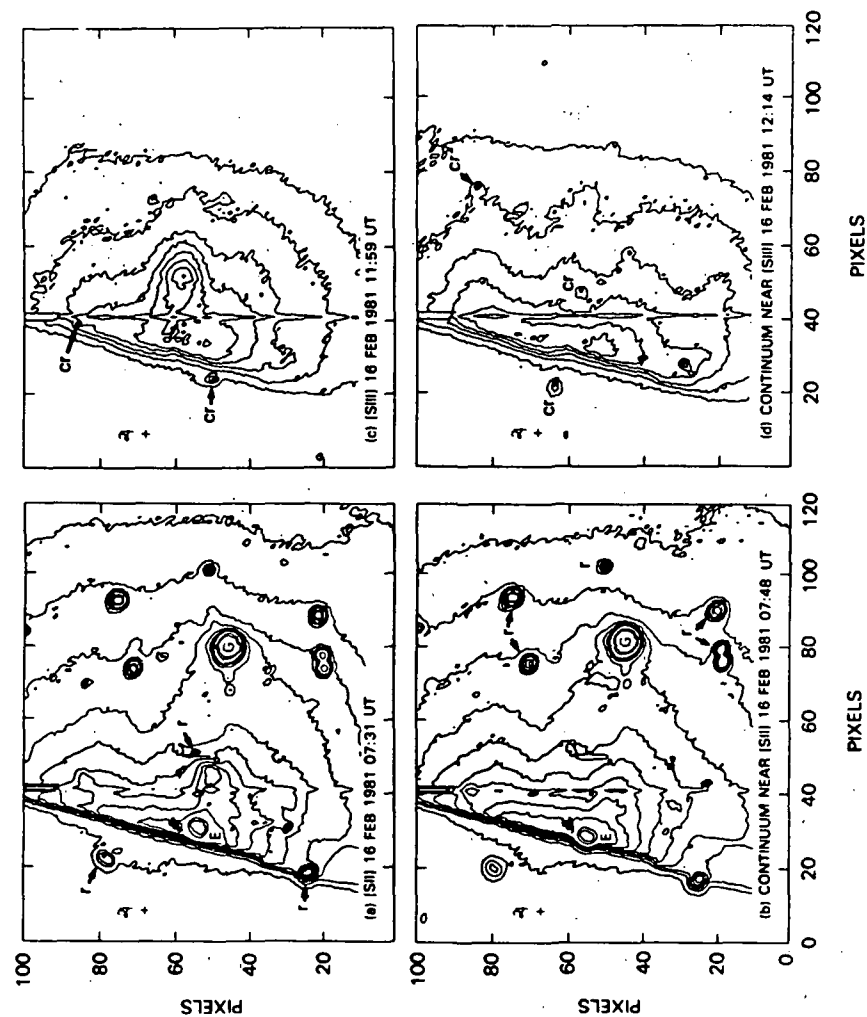 100
80
60
40
20
PIXELS
♃
+
r
r
r
E
G
(a) [SII] 16 FEB 1981 07:31 UT
♃
+
Cr
Cr
(c) [SIII] 16 FEB 1981 11:59 UT
100
80
60
40
20
0
PIXELS
♃
+
r
r
r
E
G
(b) CONTINUUM NEAR [SII] 16 FEB 1981 07:48 UT
0
20
40
60
80
100
120
PIXELS
♃
+
Cr
Cr
Cr
(d) CONTINUUM NEAR [SIII] 16 FEB 1981 12:14 UT
20
40
60
80
100
120
PIXELS